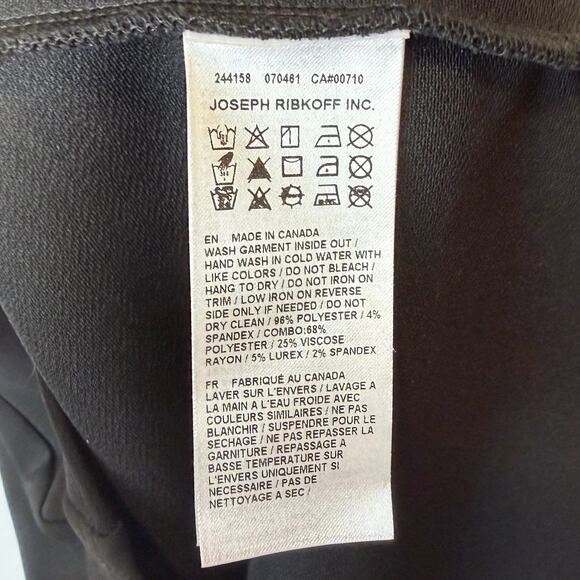 244158 070461 CA#00710
JOSEPH RIBKOFF INC.
EN MADE IN CANADA
WASH GARMENT INSIDE OUT /
HAND WASH IN COLD WATER WITH
LIKE COLORS / DO NOT BLEACH /
HANG TO DRY / DO NOT IRON ON
TRIM / LOW IRON ON REVERSE
SIDE ONLY IF NEEDED / DO NOT
DRY CLEAN / 96% POLYESTER / 4%
SPANDEX / COMBO:68%
POLYESTER / 25% VISCOSE
RAYON / 5% LUREX / 2% SPANDEX
FR FABRIQUÉ AU CANADA
LAVER SUR L'ENVERS / LAVAGE A
LA MAIN A L'EAU FROIDE AVEC
COULEURS SIMILAIRES / NE PAS
BLANCHIR / SUSPENDRE POUR LE
SECHAGE / NE PAS REPASSER LA
GARNITURE / REPASSAGE A
BASSE TEMPERATURE SUR
L'ENVERS UNIQUEMENT SI
NECESSAIRE / PAS DE
NETTOYAGE A SEC /